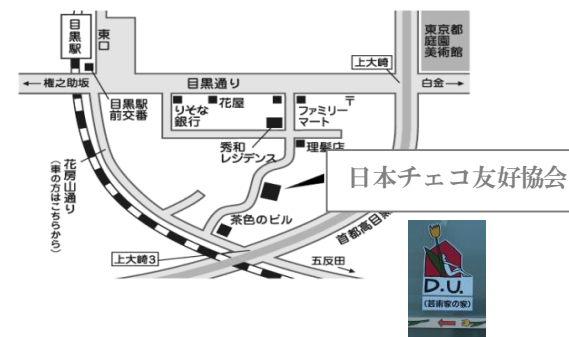 目黒駅
東口
東京都
庭園
美術館
上大崎
←権之助坂
目黒通り
白金→
目黒駅
前交番
りそな
銀行
花屋
ファミリー
マート
〒
秀和
レジデンス
理髪店
花房山通り
(車の方はこちらから)
日本チェコ友好協会
茶色のビル
首都高目黒
上大崎3
五反田
D.U.
(芸術家の家)